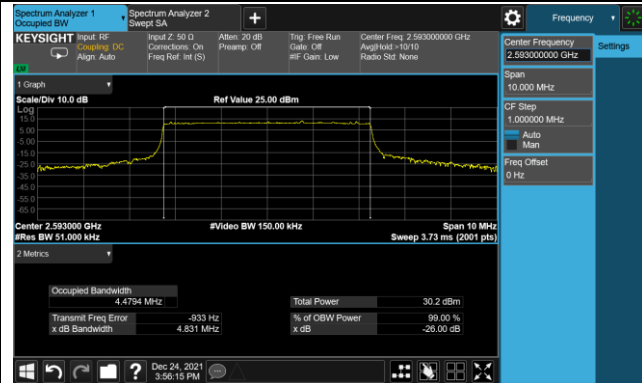 Spectrum Analyzer 1
Occupied BW
Spectrum Analyzer 2
Swept SA
Frequency
KEYSIGHT
Input: RF
Coupling: DC
Align: Auto
Input Z: 50 Ω
Corrections: On
Freq Ref: Int (S)
Atten: 20 dB
Preamp: Off
Trig: Free Run
Gate: Off
#IF Gain: Low
Center Freq: 2.593000000 GHz
Avg|Hold:>10/10
Radio Std: None
Center Frequency
2.593000000 GHz
Settings
Span
10.000 MHz
CF Step
1.000000 MHz
Auto
Man
Freq Offset
0 Hz
1 Graph
Scale/Div 10.0 dB
Ref Value 25.00 dBm
Log
15.0
5.00
-5.00
-15.0
-25.0
-35.0
-45.0
-55.0
-65.0
Center 2.593000 GHz
#Video BW 150.00 kHz
Span 10 MHz
#Res BW 51.000 kHz
Sweep 3.73 ms (2001 pts)
2 Metrics
Occupied Bandwidth
4.4794 MHz
Total Power
30.2 dBm
Transmit Freq Error
-933 Hz
% of OBW Power
99.00 %
x dB Bandwidth
4.831 MHz
x dB
-26.00 dB
Dec 24, 2021
3:56:15 PM